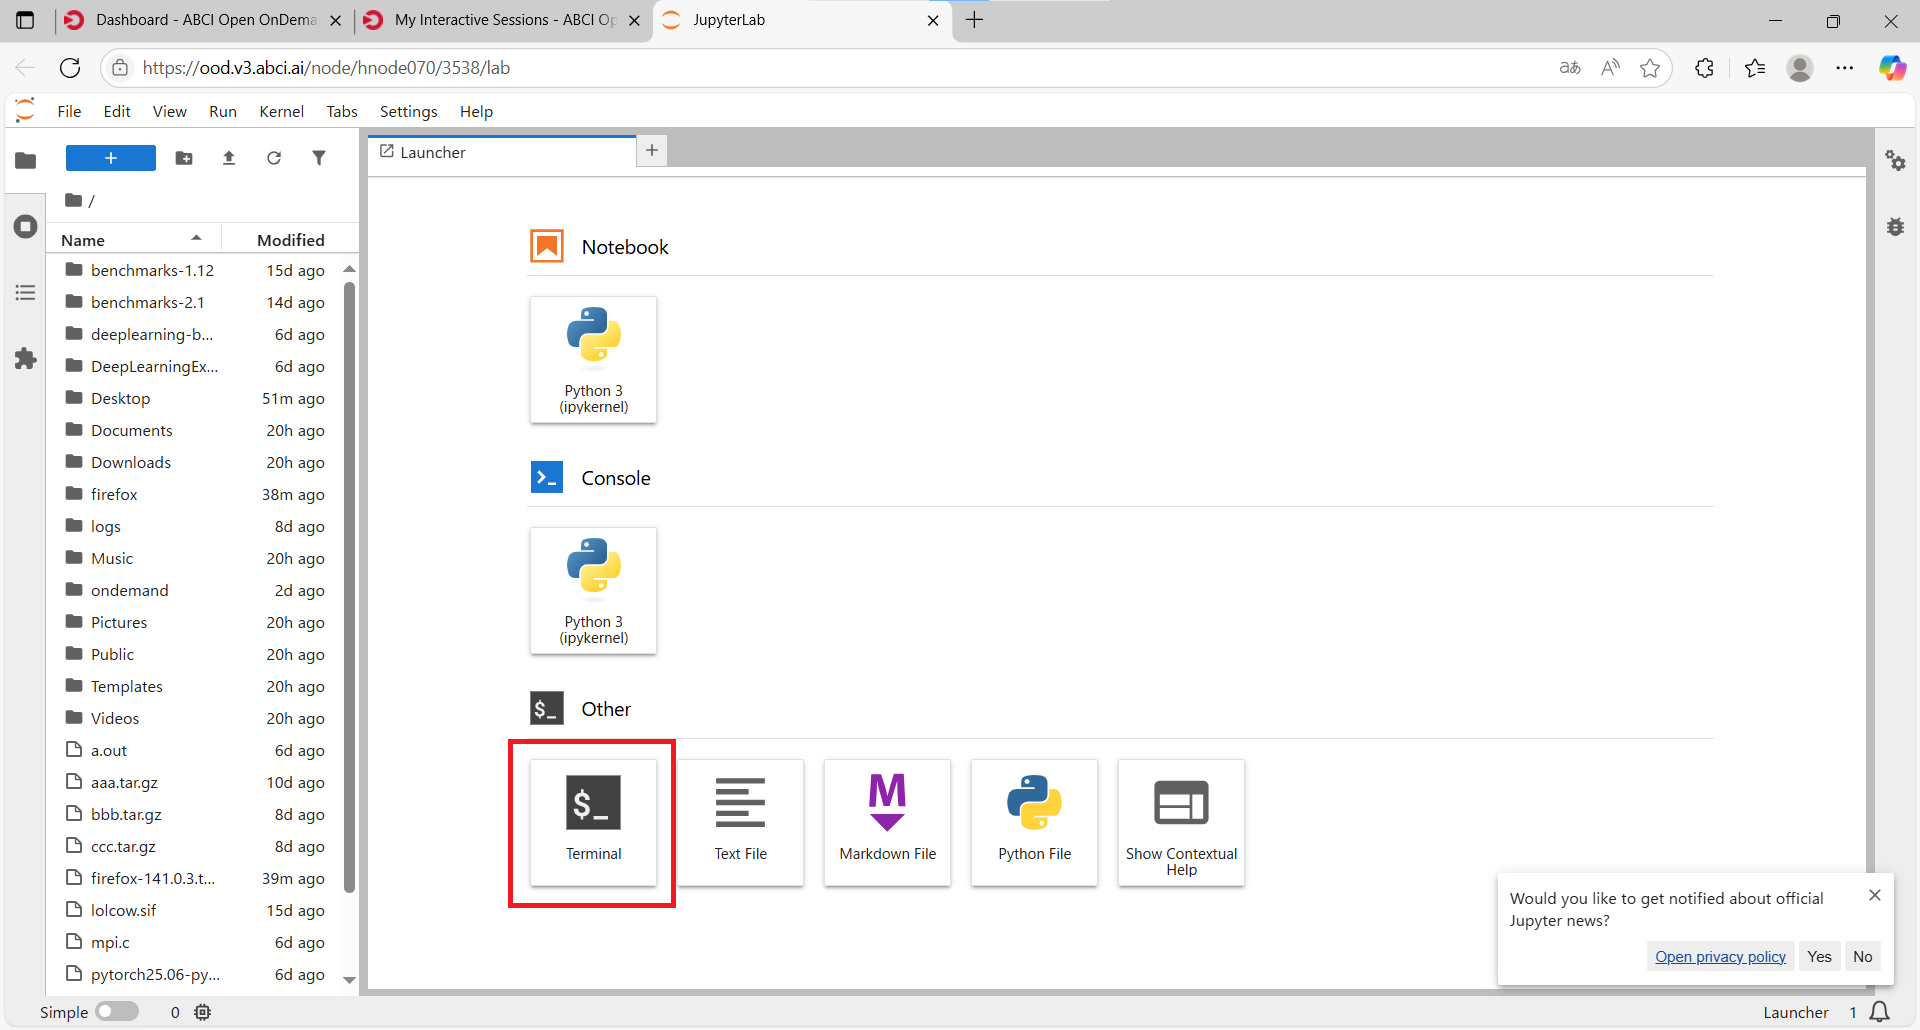 Dashboard - ABCI Open OnDema
My Interactive Sessions - ABCI Op
JupyterLab
https://ood.v3.abci.ai/node/hnode070/3538/lab
File Edit View Run Kernel Tabs Settings Help
Launcher
/
Name Modified
benchmarks-1.12 15d ago
benchmarks-2.1 14d ago
deeplearning-b... 6d ago
DeepLearningEx... 6d ago
Desktop 51m ago
Documents 20h ago
Downloads 20h ago
firefox 38m ago
logs 8d ago
Music 20h ago
ondemand 2d ago
Pictures 20h ago
Public 20h ago
Templates 20h ago
Videos 20h ago
a.out 6d ago
aaa.tar.gz 10d ago
bbb.tar.gz 8d ago
ccc.tar.gz 8d ago
firefox-141.0.3.t... 39m ago
lolcow.sif 15d ago
mpi.c 6d ago
pytorch25.06-py... 6d ago
Notebook
Python 3
(ipykernel)
Console
Python 3
(ipykernel)
$_ Other
$_
Terminal
Text File
M
Markdown File
Python File
Show Contextual
Help
Would you like to get notified about official
Jupyter news?
Open privacy policy Yes No
Simple 0
Launcher 1